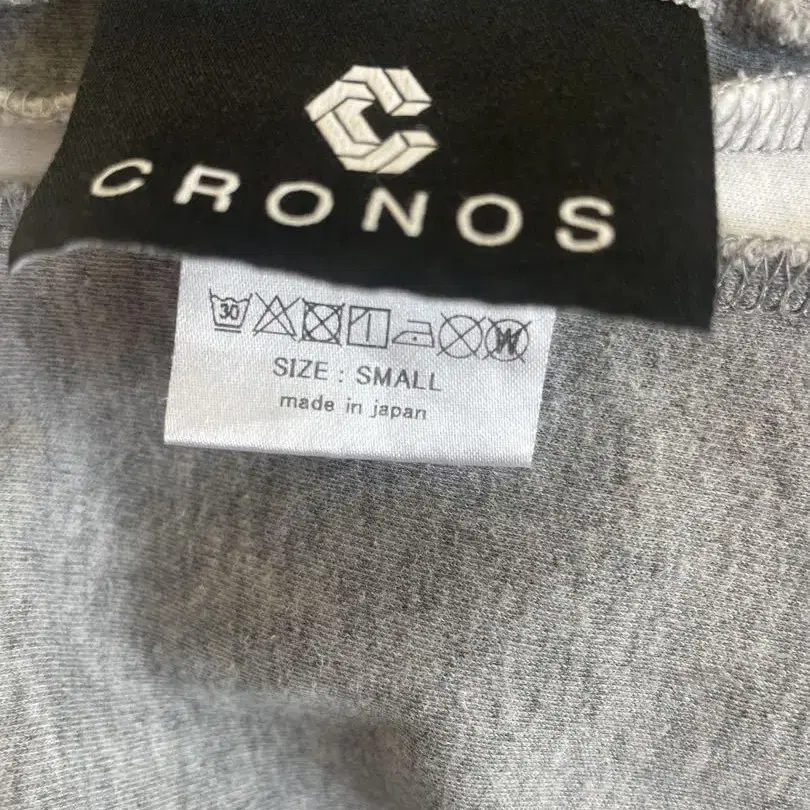 CRONOS
30 W
SIZE : SMALL
made in japan